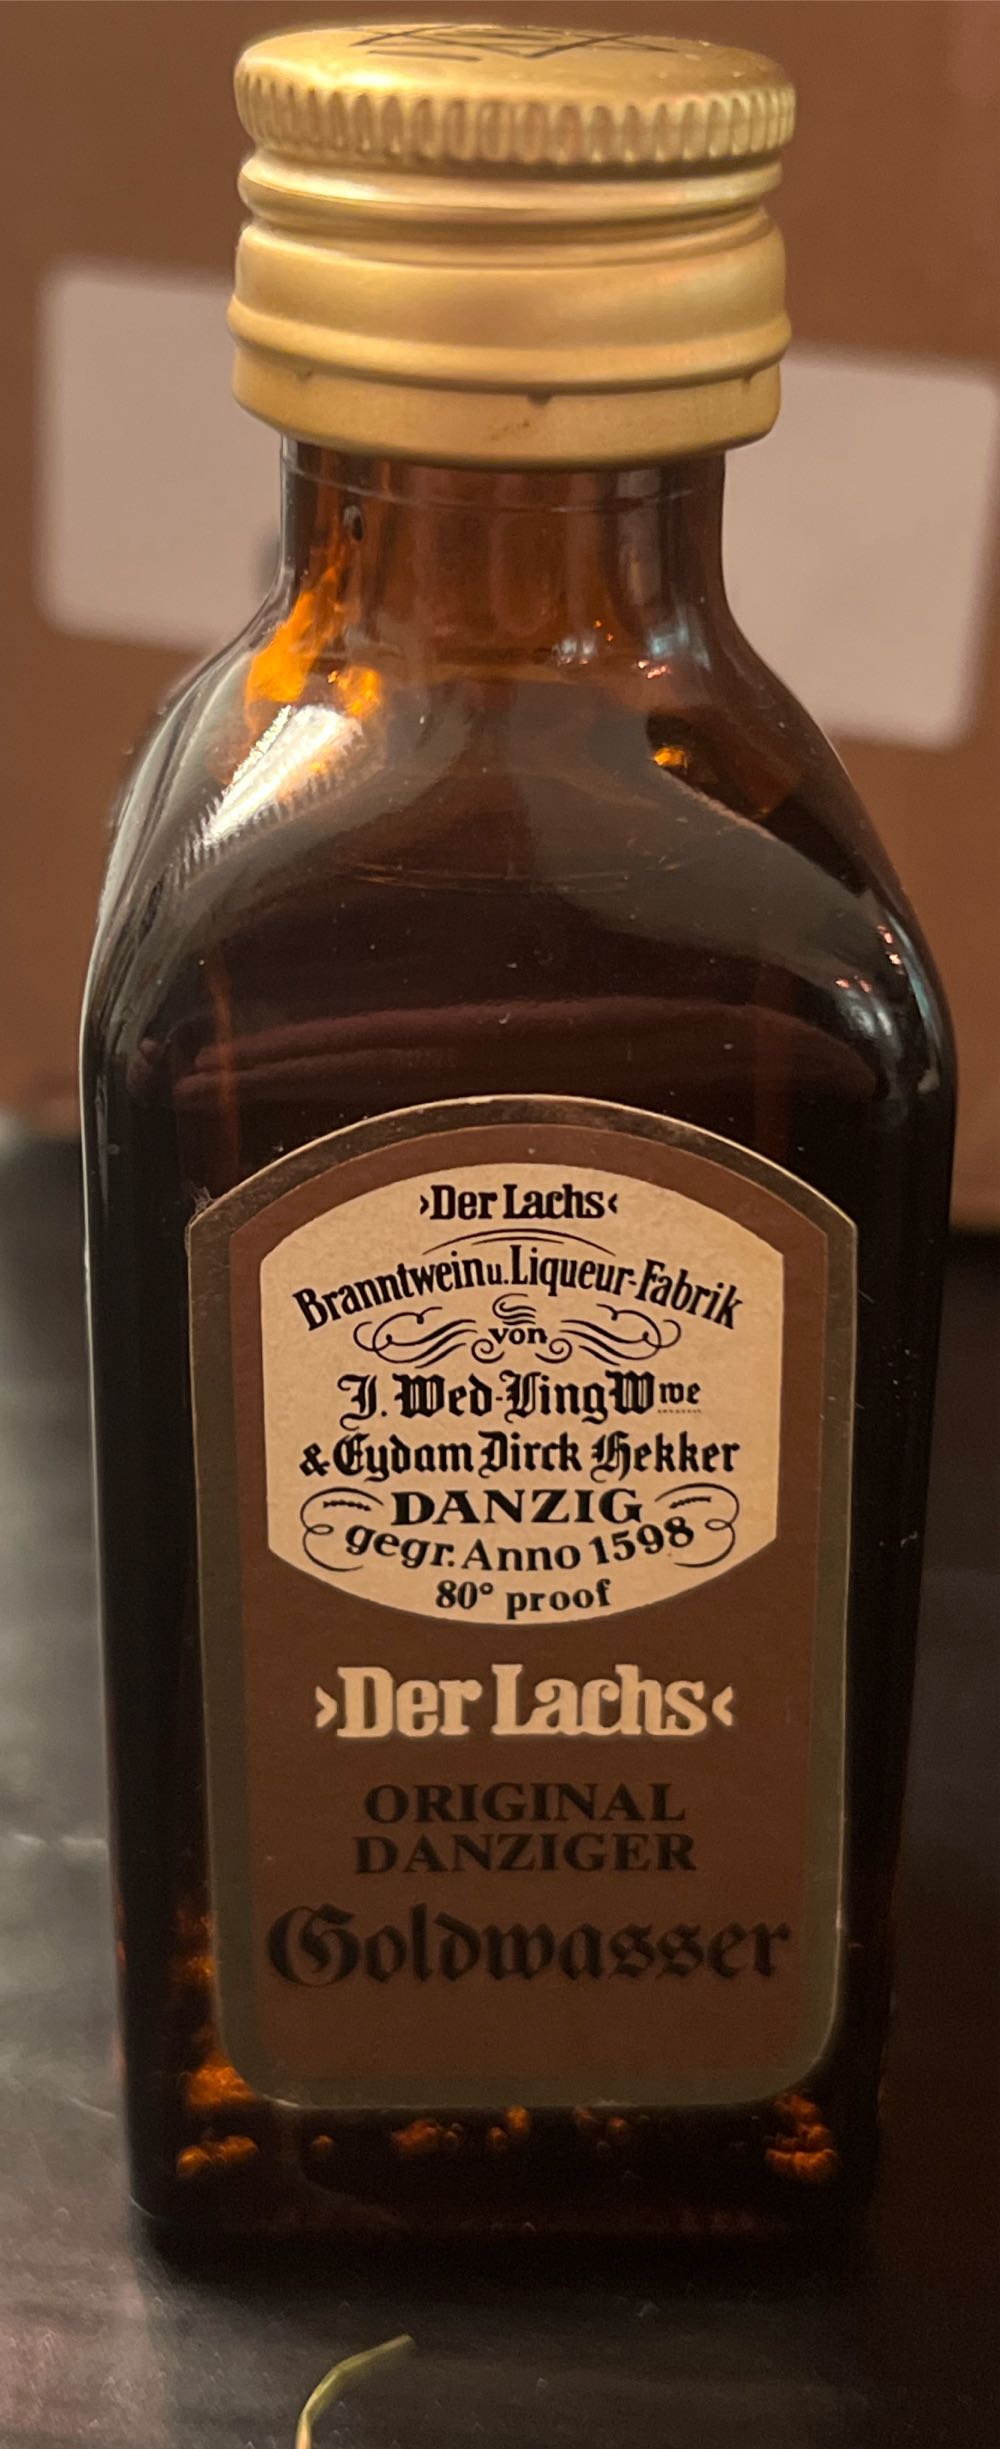 ›Der Lachs‹
Branntwein u. Liqueur-Fabrik
von
J. Wed-Ling Wwe
& Eydam Dirck Hekker
DANZIG
gegr. Anno 1598
80° proof
›Der Lachs‹
ORIGINAL
DANZIGER
Goldwasser